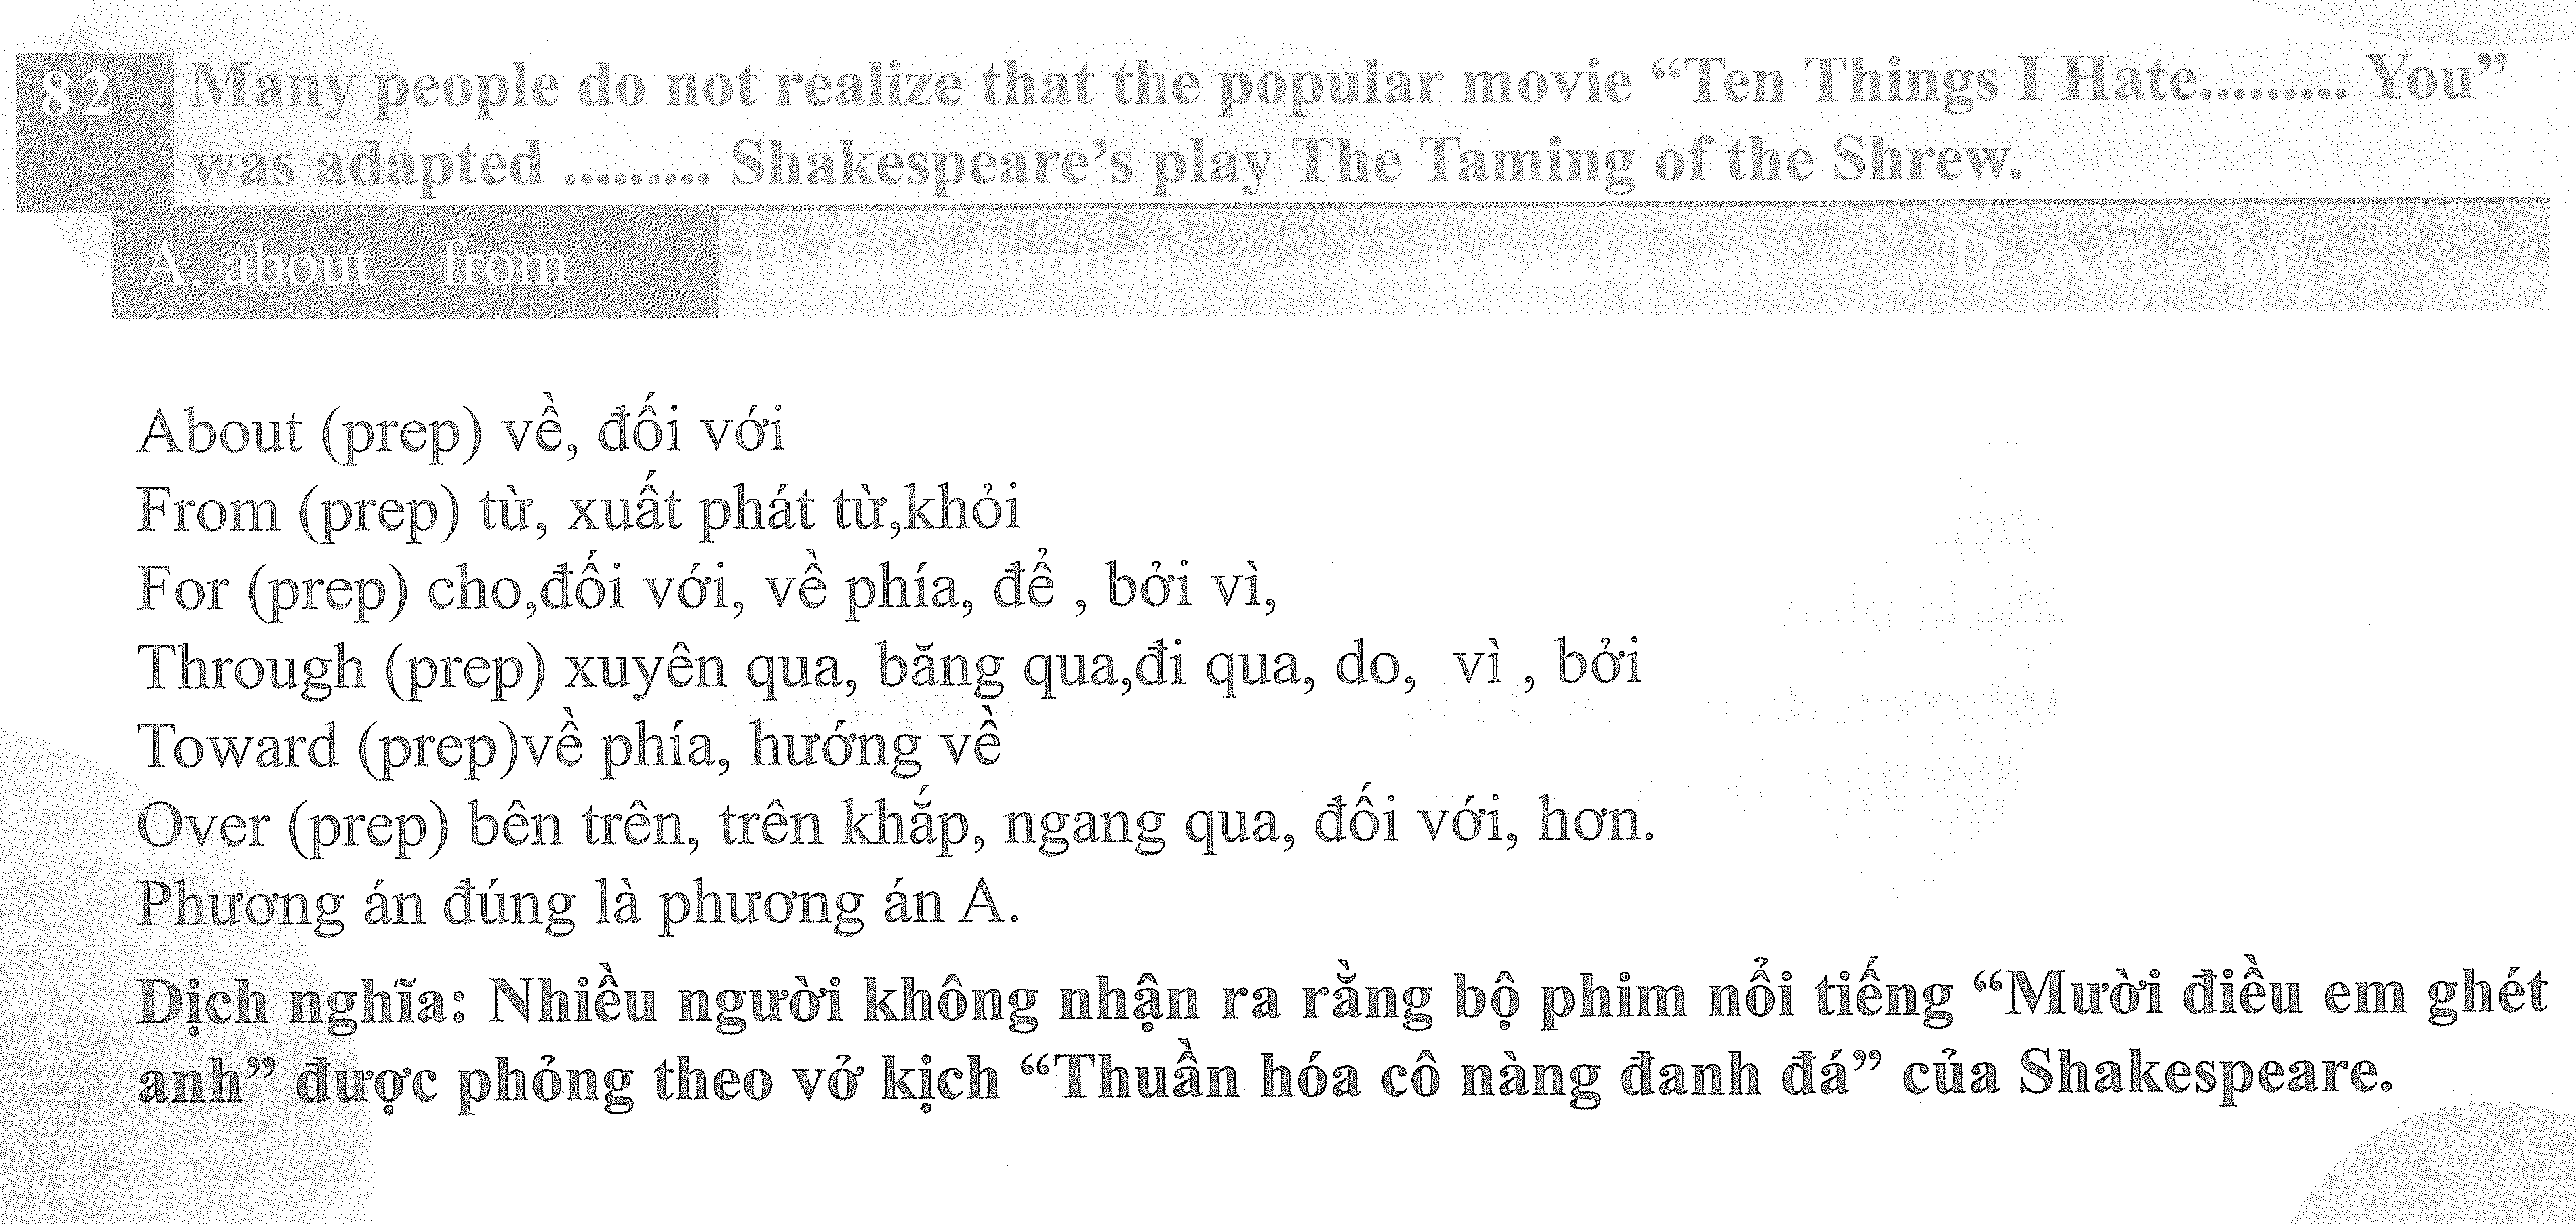 82
Many people do not realize that the popular movie “Ten Things I Hate......... You”
was adapted ......... Shakespeare’s play The Taming of the Shrew.
A. about – from B. for – through C. towards – on D. over – for
About (prep) về, đối với
From (prep) từ, xuất phát từ,khỏi
For (prep) cho,đối với, về phía, để , bởi vì,
Through (prep) xuyên qua, băng qua,đi qua, do, vì , bởi
Toward (prep)về phía, hướng về
Over (prep) bên trên, trên khắp, ngang qua, đối với, hơn.
Phương án đúng là phương án A.
Dịch nghĩa: Nhiều người không nhận ra rằng bộ phim nổi tiếng “Mười điều em ghét
anh” được phỏng theo vở kịch “Thuần hóa cô nàng đanh đá” của Shakespeare.